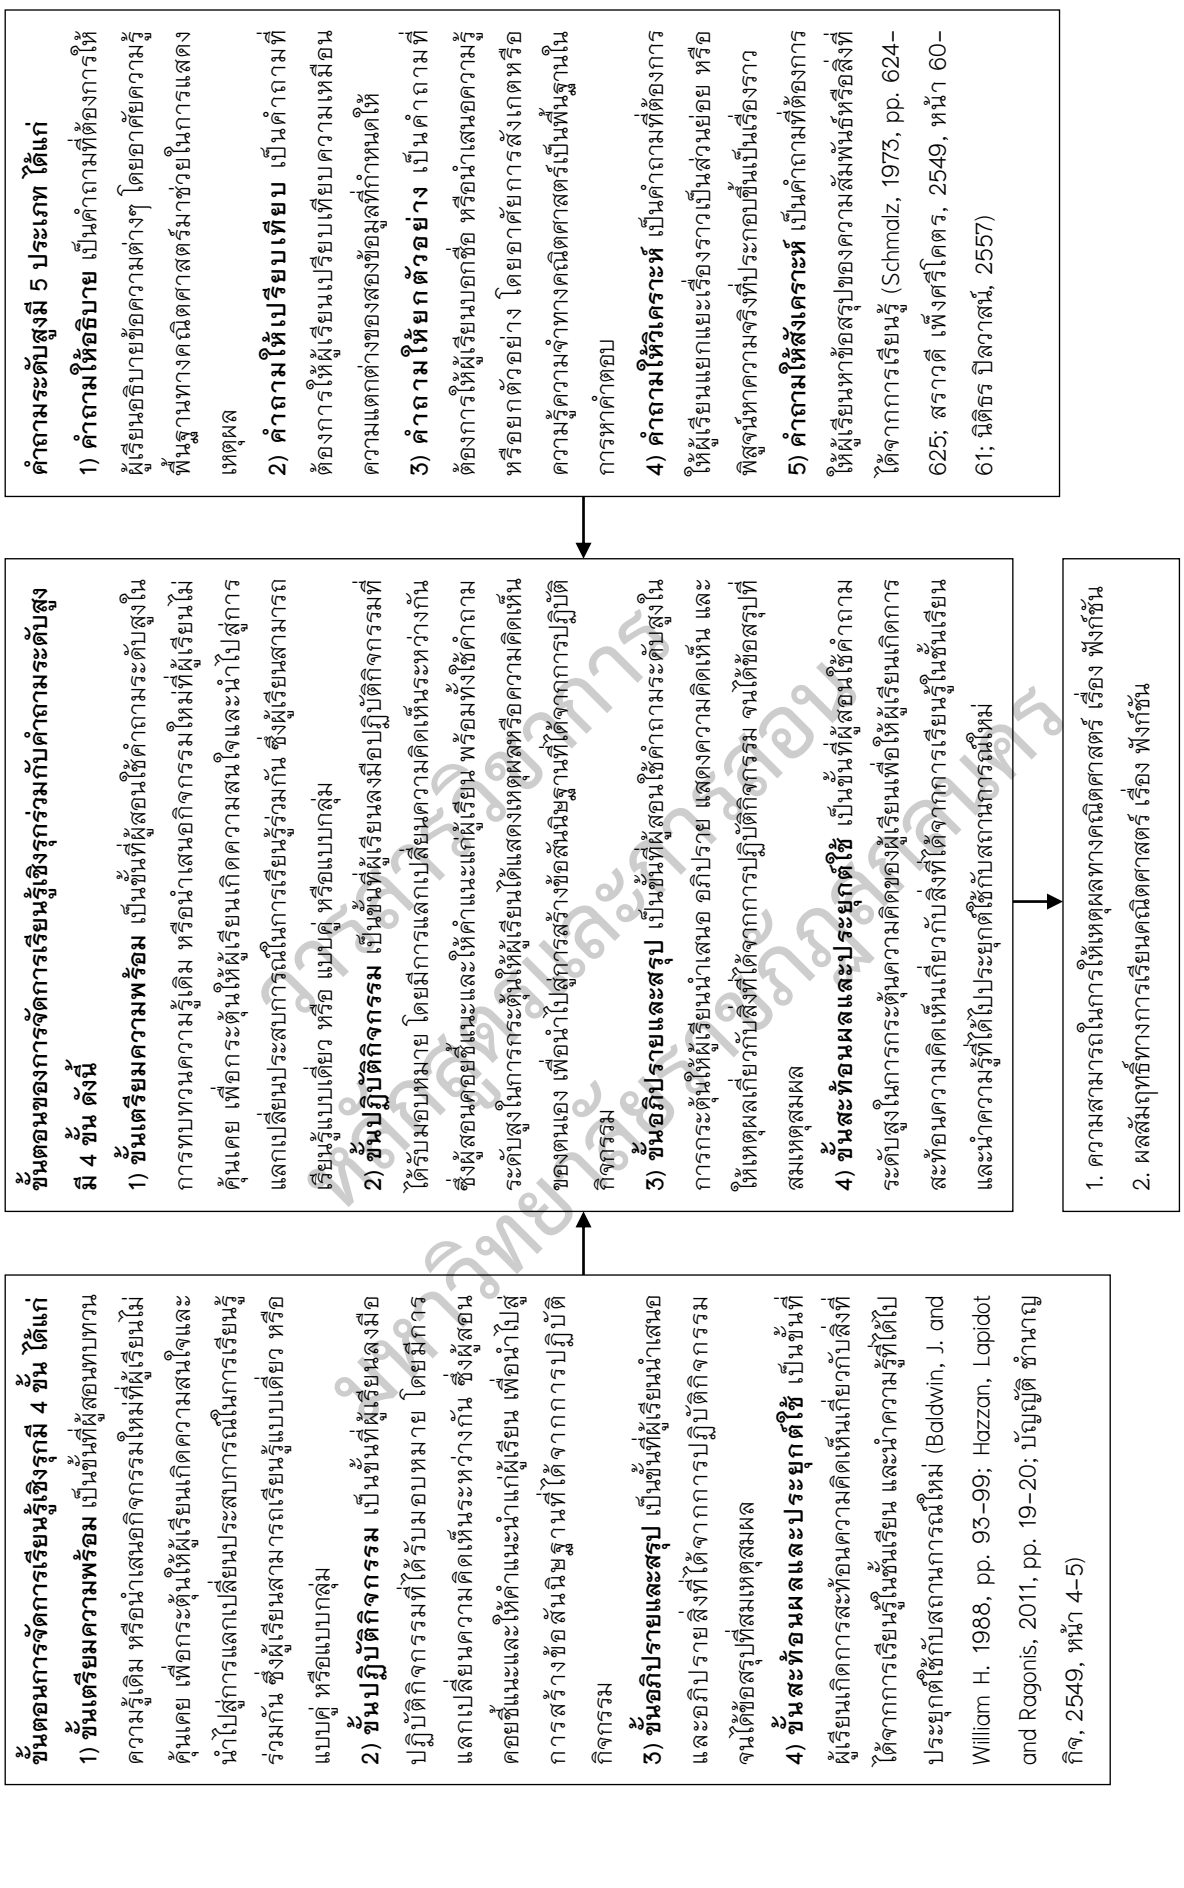 ขั้นตอนการจัดการเรียนรู้เชิงรุกมี 4 ขั้น ได้แก่
1) ขั้นเตรียมความพร้อม เป็นขั้นที่ผู้สอนทบทวน
ความรู้เดิม หรือนำเสนอกิจกรรมใหม่ที่ผู้เรียนไม่
คุ้นเคย เพื่อกระตุ้นให้ผู้เรียนเกิดความสนใจและ
นำไปสู่การแลกเปลี่ยนประสบการณ์ในการเรียนรู้
ร่วมกัน ซึ่งผู้เรียนสามารถเรียนรู้แบบเดี่ยว หรือ
แบบคู่ หรือแบบกลุ่ม
2) ขั้นปฏิบัติกิจกรรม เป็นขั้นที่ผู้เรียนลงมือ
ปฏิบัติกิจกรรมที่ได้รับมอบหมาย โดยมีการ
แลกเปลี่ยนความคิดเห็นระหว่างกัน ซึ่งผู้สอน
คอยชี้แนะและให้คำแนะนำแก่ผู้เรียน เพื่อนำไปสู่
การสร้างข้อสันนิษฐานที่ได้จากการปฏิบัติ
กิจกรรม
3) ขั้นอภิปรายและสรุป เป็นขั้นที่ผู้เรียนนำเสนอ
และอภิปรายสิ่งที่ได้จากการปฏิบัติกิจกรรม
จนได้ข้อสรุปที่สมเหตุสมผล
4) ขั้นสะท้อนผลและประยุกต์ใช้ เป็นขั้นที่
ผู้เรียนเกิดการสะท้อนความคิดเห็นเกี่ยวกับสิ่งที่
ได้จากการเรียนรู้ในชั้นเรียน และนำความรู้ที่ได้ไป
ประยุกต์ใช้กับสถานการณ์ใหม่ (Baldwin, J. and
William H. 1988, pp. 93-99; Hazzan, Lapidot
and Ragonis, 2011, pp. 19-20; บัญญัติ ชำนาญ
กิจ, 2549, หน้า 4-5)
ขั้นตอนของการจัดการเรียนรู้เชิงรุกร่วมกับคำถามระดับสูง
มี 4 ขั้น ดังนี้
1) ขั้นเตรียมความพร้อม เป็นขั้นที่ผู้สอนใช้คำถามระดับสูงใน
การทบทวนความรู้เดิม หรือนำเสนอกิจกรรมใหม่ที่ผู้เรียนไม่
คุ้นเคย เพื่อกระตุ้นให้ผู้เรียนเกิดความสนใจและนำไปสู่การ
แลกเปลี่ยนประสบการณ์ในการเรียนรู้ร่วมกัน ซึ่งผู้เรียนสามารถ
เรียนรู้แบบเดี่ยว หรือ แบบคู่ หรือแบบกลุ่ม
2) ขั้นปฏิบัติกิจกรรม เป็นขั้นที่ผู้เรียนลงมือปฏิบัติกิจกรรมที่
ได้รับมอบหมาย โดยมีการแลกเปลี่ยนความคิดเห็นระหว่างกัน
ซึ่งผู้สอนคอยชี้แนะและให้คำแนะแก่ผู้เรียน พร้อมทั้งใช้คำถาม
ระดับสูงในการกระตุ้นให้ผู้เรียนได้แสดงเหตุผลหรือความคิดเห็น
ของตนเอง เพื่อนำไปสู่การสร้างข้อสันนิษฐานที่ได้จากการปฏิบัติ
กิจกรรม
3) ขั้นอภิปรายและสรุป เป็นขั้นที่ผู้สอนใช้คำถามระดับสูงใน
การกระตุ้นให้ผู้เรียนนำเสนอ อภิปราย แสดงความคิดเห็น และ
ให้เหตุผลเกี่ยวกับสิ่งที่ได้จากการปฏิบัติกิจกรรม จนได้ข้อสรุปที่
สมเหตุสมผล
4) ขั้นสะท้อนผลและประยุกต์ใช้ เป็นขั้นที่ผู้สอนใช้คำถาม
ระดับสูงในการกระตุ้นความคิดของผู้เรียนเพื่อให้ผู้เรียนเกิดการ
สะท้อนความคิดเห็นเกี่ยวกับสิ่งที่ได้จากการเรียนรู้ในชั้นเรียน
และนำความรู้ที่ได้ไปประยุกต์ใช้กับสถานการณ์ใหม่
คำถามระดับสูงมี 5 ประเภท ได้แก่
1) คำถามให้อธิบาย เป็นคำถามที่ต้องการให้
ผู้เรียนอธิบายข้อความต่างๆ โดยอาศัยความรู้
พื้นฐานทางคณิตศาสตร์มาช่วยในการแสดง
เหตุผล
2) คำถามให้เปรียบเทียบ เป็นคำถามที่
ต้องการให้ผู้เรียนเปรียบเทียบความเหมือน
ความแตกต่างของสองข้อมูลที่กำหนดให้
3) คำถามให้ยกตัวอย่าง เป็นคำถามที่
ต้องการให้ผู้เรียนบอกชื่อ หรือนำเสนอความรู้
หรือยกตัวอย่าง โดยอาศัยการสังเกตหรือ
ความรู้ความจำทางคณิตศาสตร์เป็นพื้นฐานใน
การหาคำตอบ
4) คำถามให้วิเคราะห์ เป็นคำถามที่ต้องการ
ให้ผู้เรียนแยกแยะเรื่องราวเป็นส่วนย่อย หรือ
พิสูจน์หาความจริงที่ประกอบขึ้นเป็นเรื่องราว
5) คำถามให้สังเคราะห์ เป็นคำถามที่ต้องการ
ให้ผู้เรียนหาข้อสรุปของความสัมพันธ์หรือสิ่งที่
ได้จากการเรียนรู้ (Schmalz, 1973, pp. 624-
625; สราวดี เพ็งศรีโคตร, 2549, หน้า 60-
61; นิติธร ปิลวาสน์, 2557)
1. ความสามารถในการให้เหตุผลทางคณิตศาสตร์ เรื่อง ฟังก์ชัน
2. ผลสัมฤทธิ์ทางการเรียนคณิตศาสตร์ เรื่อง ฟังก์ชัน
วารสารวิชาการ
หลักสูตรและการสอน
มหาวิทยาลัยราชภัฏสกลนคร